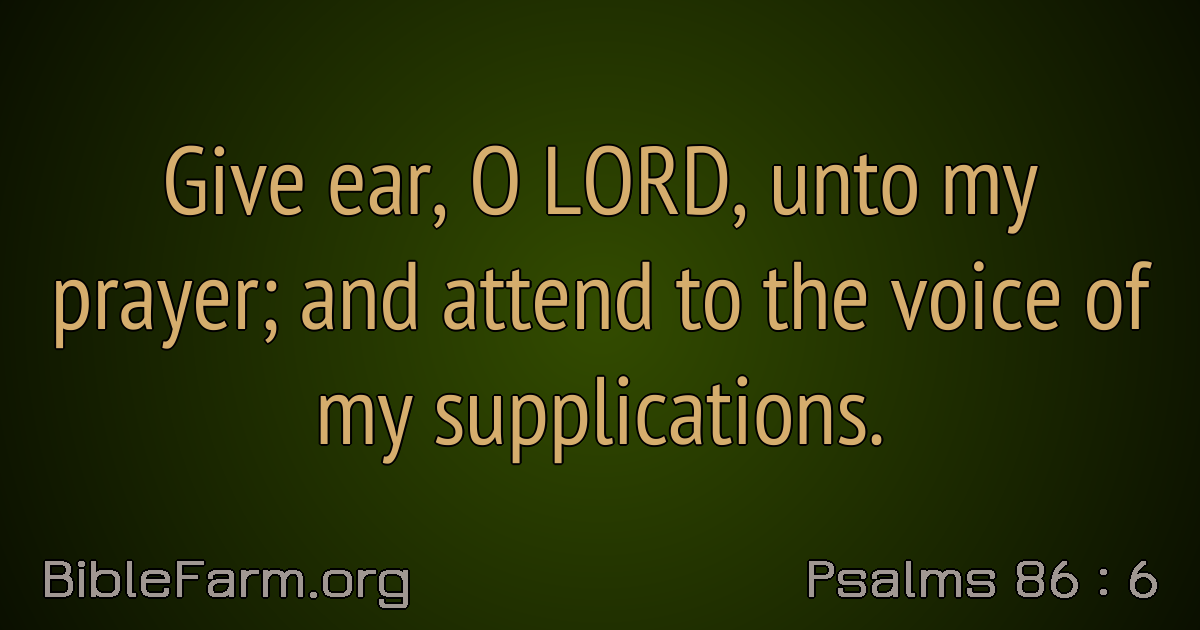 Give ear, O LORD, unto my
prayer; and attend to the voice of
my supplications.
BibleFarm.org
Psalms 86 : 6